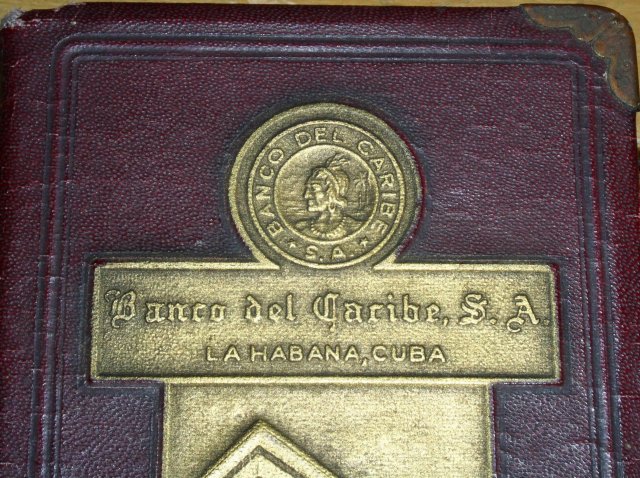 BANCO DEL CARIBE
S.A.
Banco del Caribe, S. A.
LA HABANA, CUBA